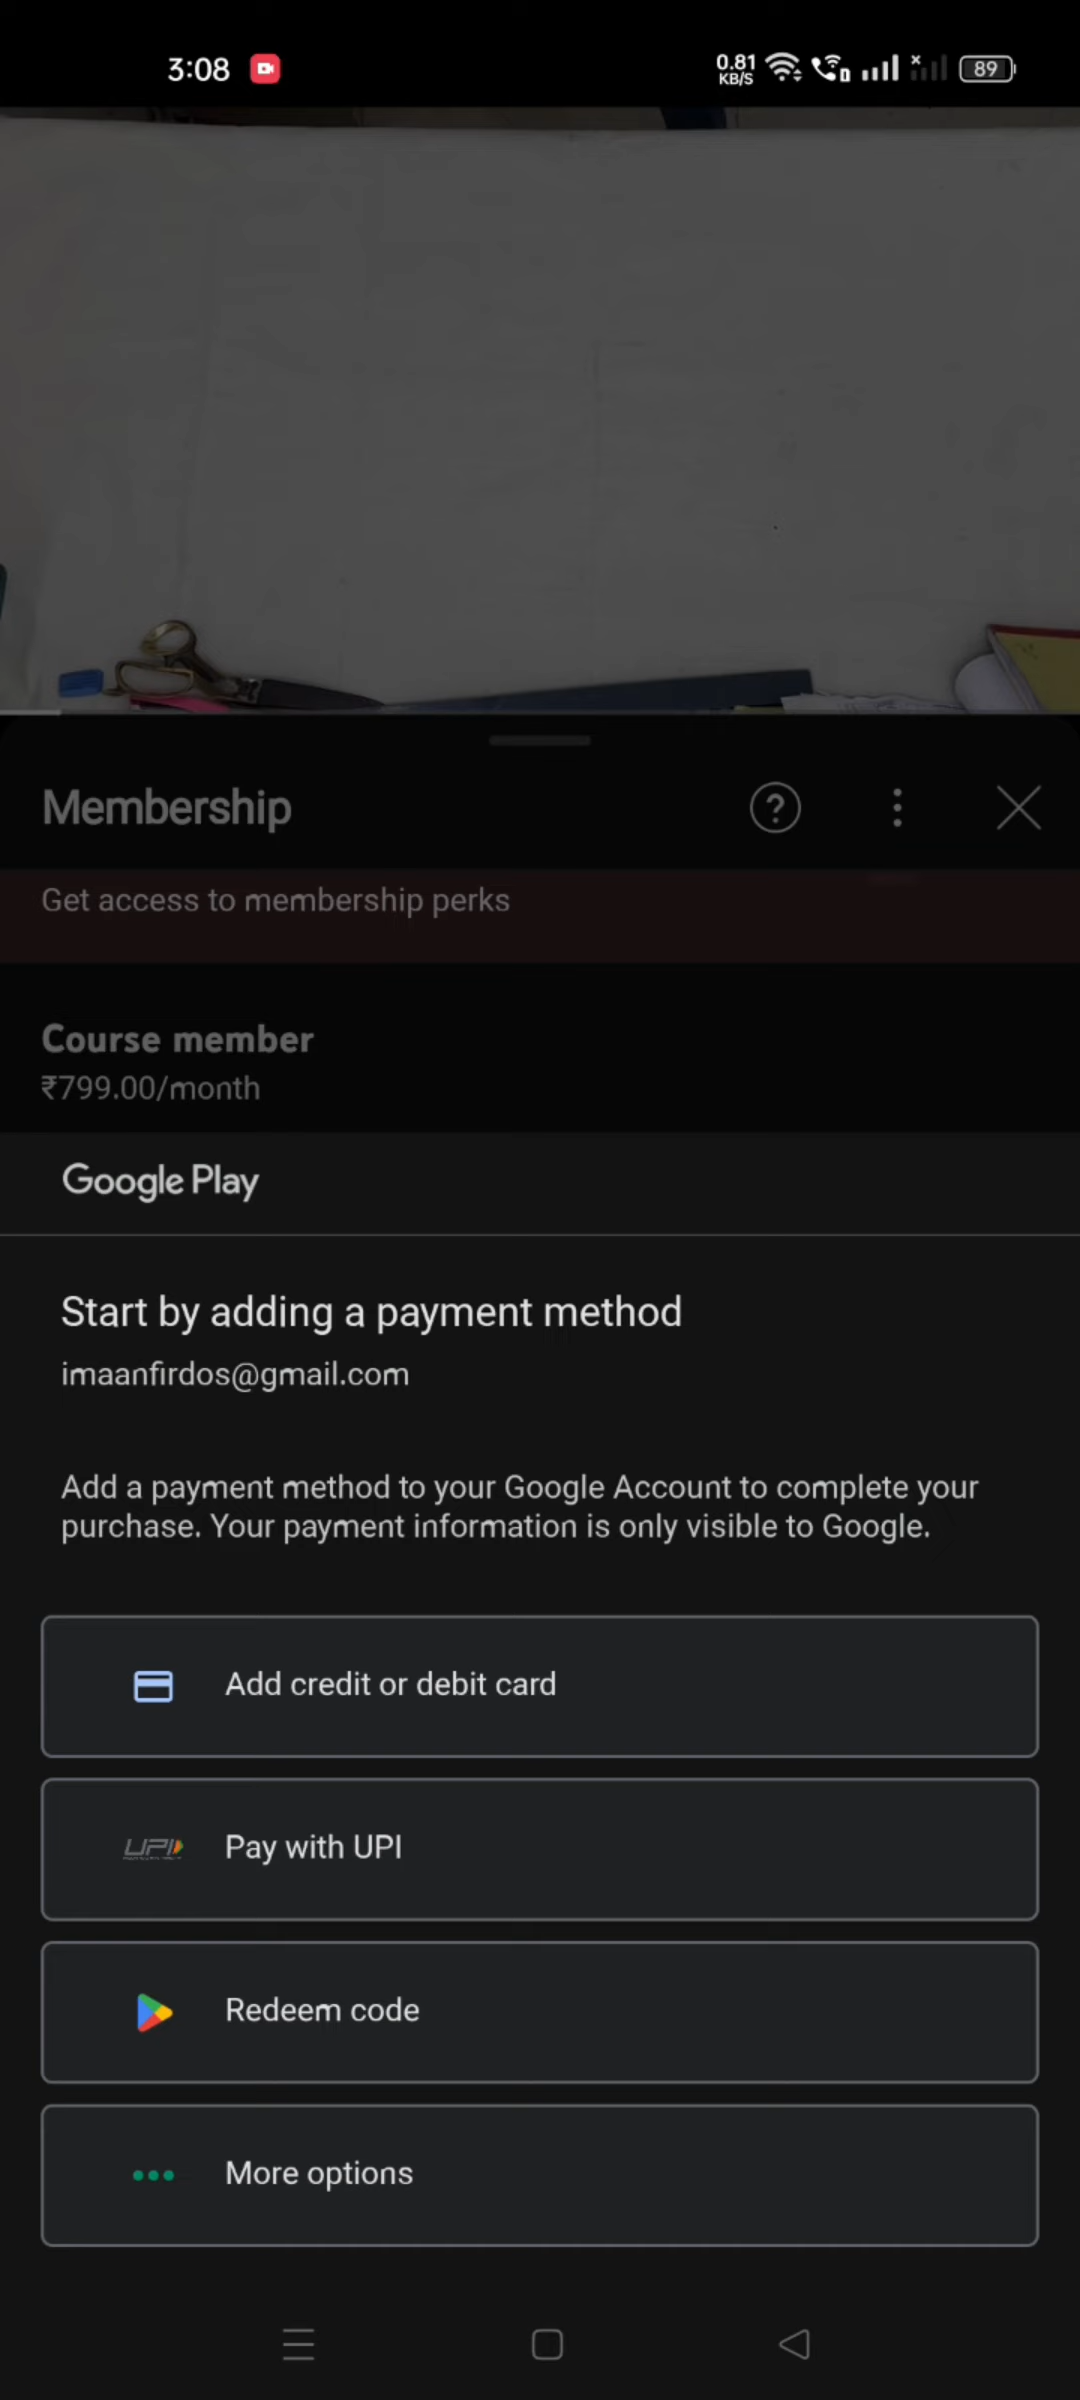 3:08
0.81
KB/S
89
Membership
Get access to membership perks
Course member
₹799.00/month
Google Play
Start by adding a payment method
imaanfirdos@gmail.com
Add a payment method to your Google Account to complete your
purchase. Your payment information is only visible to Google.
Add credit or debit card
UPI
Pay with UPI
Redeem code
More options